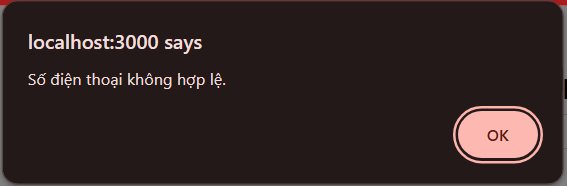 localhost:3000 says
Số điện thoại không hợp lệ.
OK